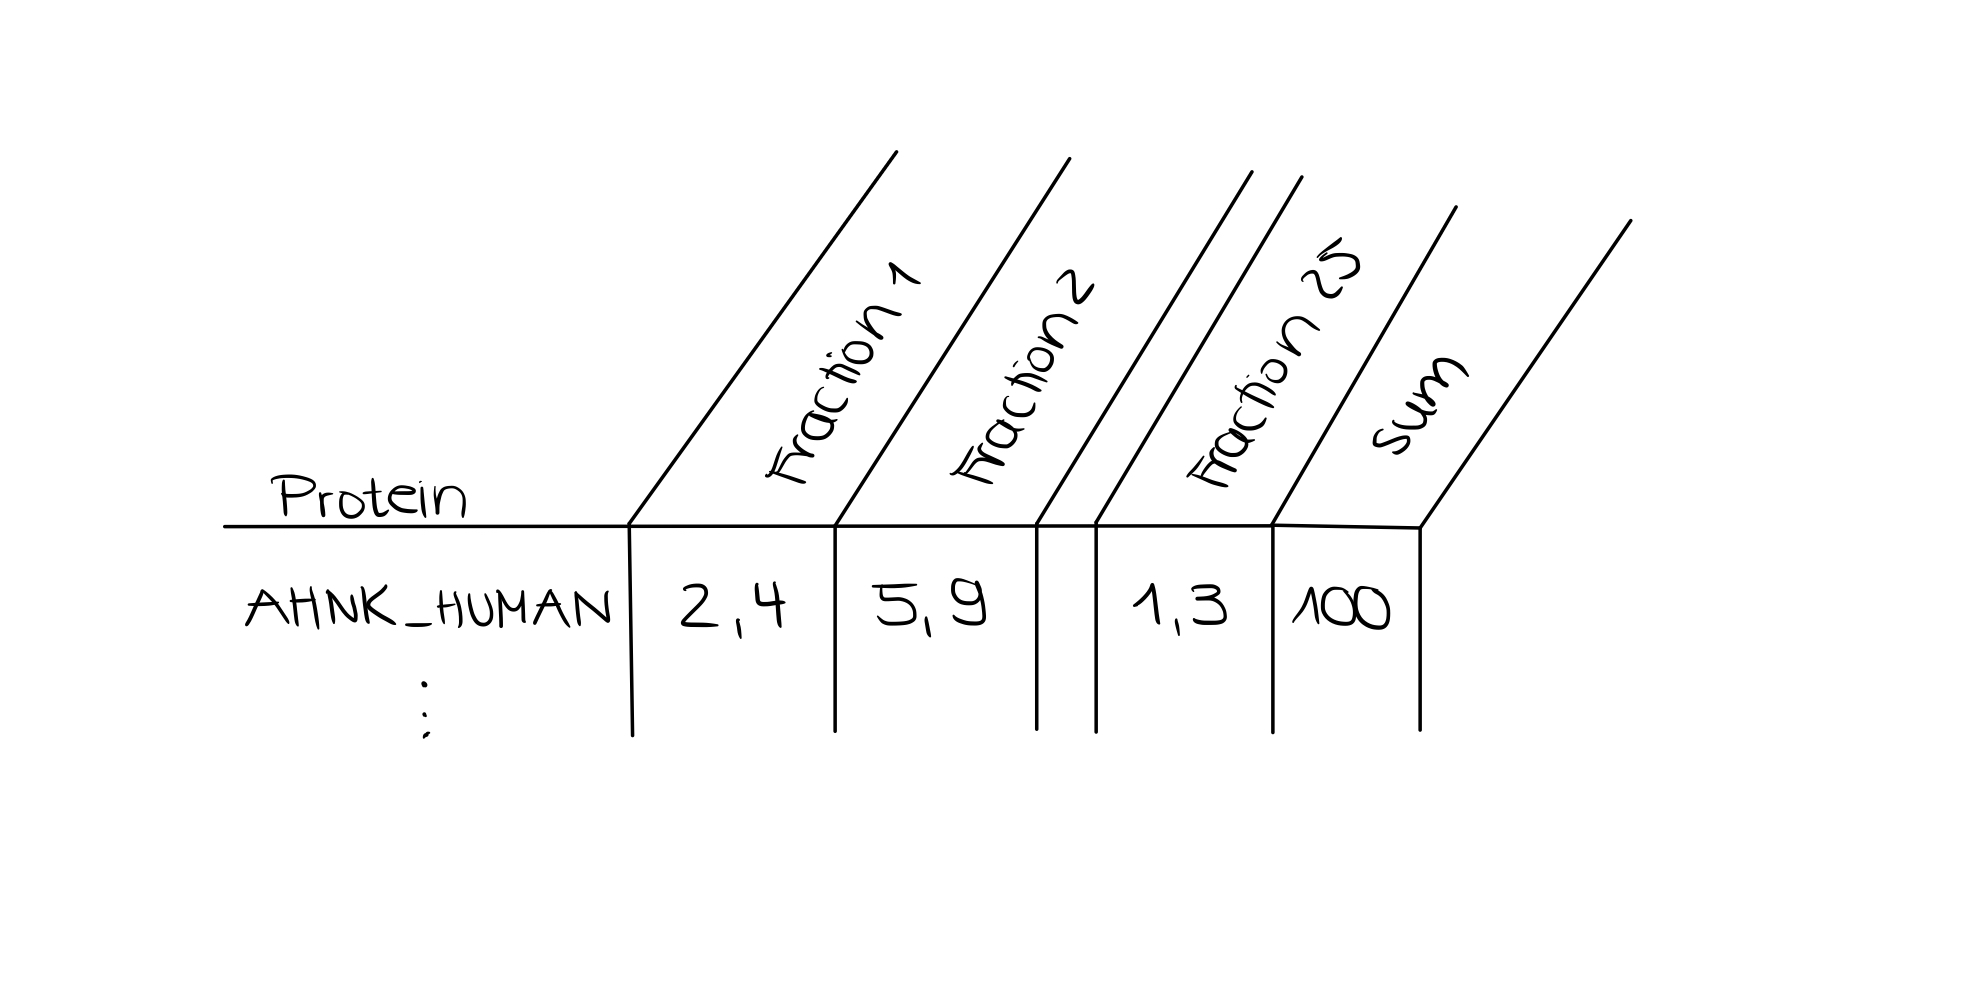 Fraction 1
Fraction 2
Fraction 25
Sum
Protein
AHNK_HUMAN 2,4 5,9 1,3 100